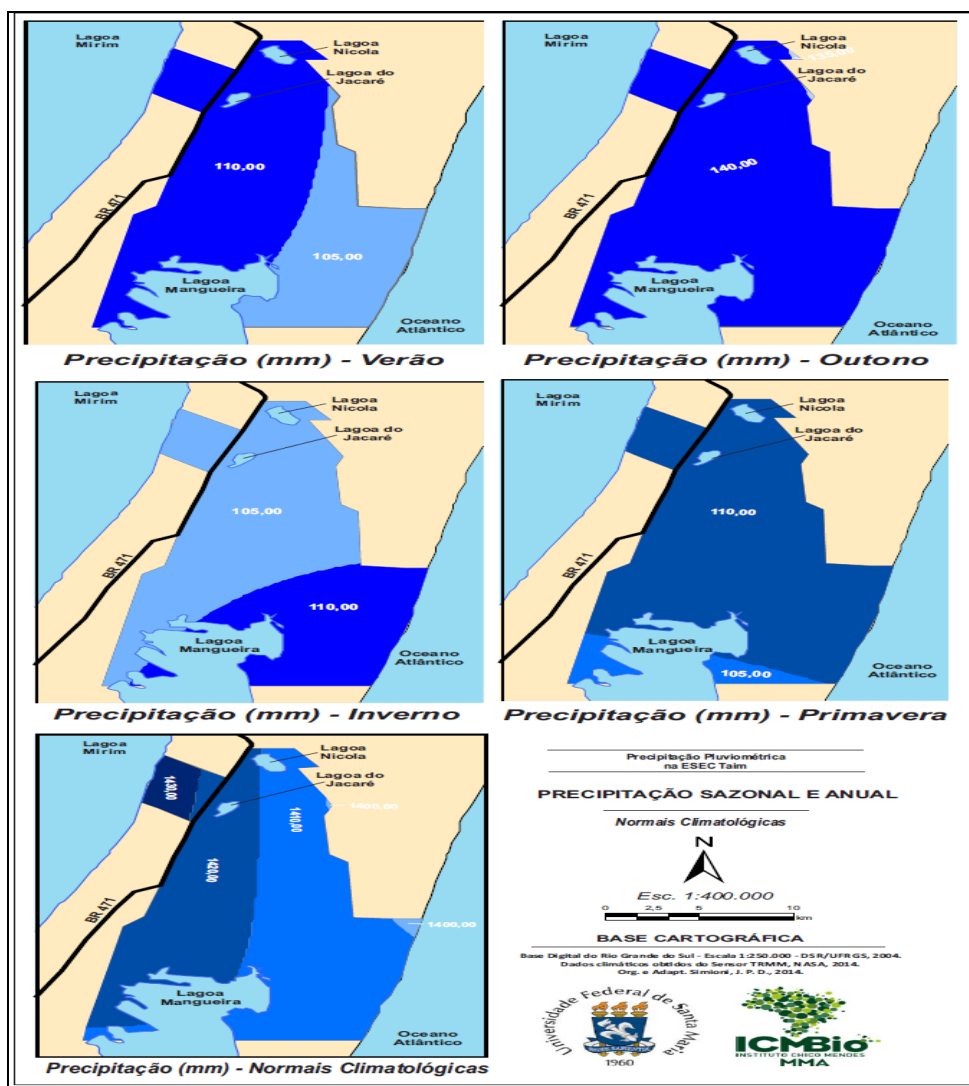 Lagoa
Mirim
Lagoa
Nicola
Lagoa do
Jacaré
110,00
BR 471
105,00
Lagoa
Mangueira
Oceano
Atlântico
Precipitação (mm) - Verão
Lagoa
Mirim
Lagoa
Nicola
Lagoa do
Jacaré
140,00
BR 471
Lagoa
Mangueira
Oceano
Atlântico
Precipitação (mm) - Outono
Lagoa
Mirim
Lagoa
Nicola
Lagoa do
Jacaré
105,00
BR 471
110,00
Lagoa
Mangueira
Oceano
Atlântico
Precipitação (mm) - Inverno
Lagoa
Mirim
Lagoa
Nicola
Lagoa do
Jacaré
110,00
BR 471
Lagoa
Mangueira
105,00
Oceano
Atlântico
Precipitação (mm) - Primavera
Lagoa
Mirim
Lagoa
Nicola
Lagoa do
Jacaré
1430,00
1400,00
1410,00
1420,00
BR 471
1400,00
Lagoa
Mangueira
Oceano
Atlântico
Precipitação (mm) - Normais Climatológicas
Precipitação Pluviométrica
na ESEC Taim
PRECIPITAÇÃO SAZONAL E ANUAL
Normais Climatológicas
N
Esc. 1:400.000
0 2,5 5 10
km
BASE CARTOGRÁFICA
Base Digital do Rio Grande do Sul - Escala 1:250.000 - DSR/UFRGS, 2004.
Dados climáticos obtidos do Sensor TRMM, NASA, 2014.
Org. e Adapt. Simioni, J. P. D., 2014.
Universidade Federal de Santa Maria
1960
ICMBio
INSTITUTO CHICO MENDES
MMA